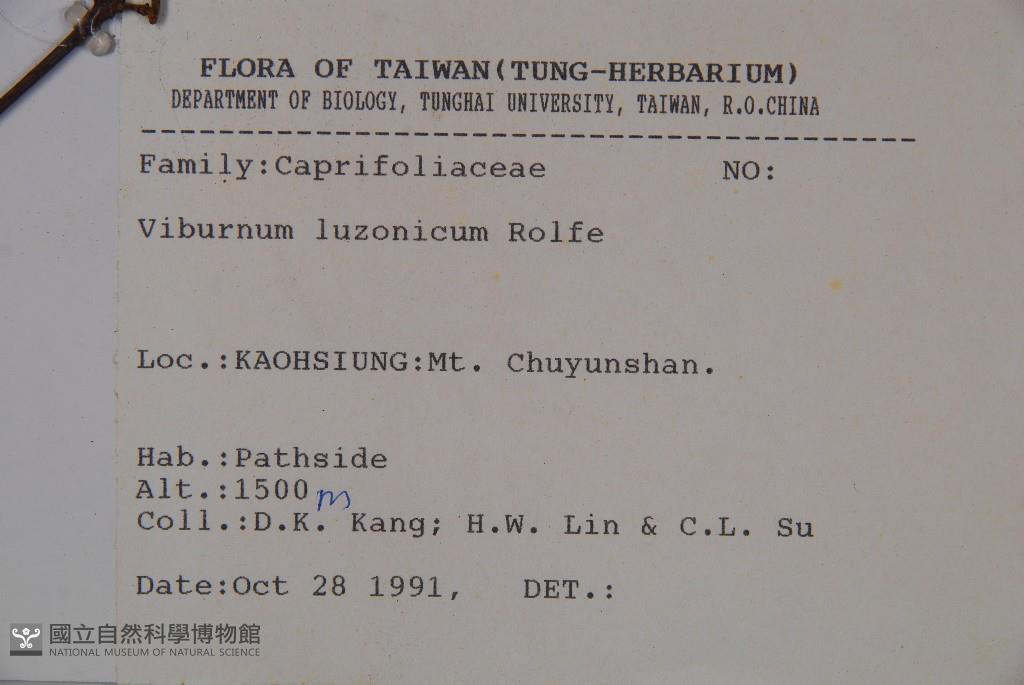 FLORA OF TAIWAN(TUNG-HERBARIUM)
DEPARTMENT OF BIOLOGY, TUNGHAI UNIVERSITY, TAIWAN, R.O.CHINA
----------------------------------------
Family:Caprifoliaceae NO:
Viburnum luzonicum Rolfe
Loc.:KAOHSIUNG:Mt. Chuyunshan.
Hab.:Pathside
Alt.:1500m
Coll.:D.K. Kang; H.W. Lin & C.L. Su
Date:Oct 28 1991, DET.:
國立自然科學博物館
NATIONAL MUSEUM OF NATURAL SCIENCE